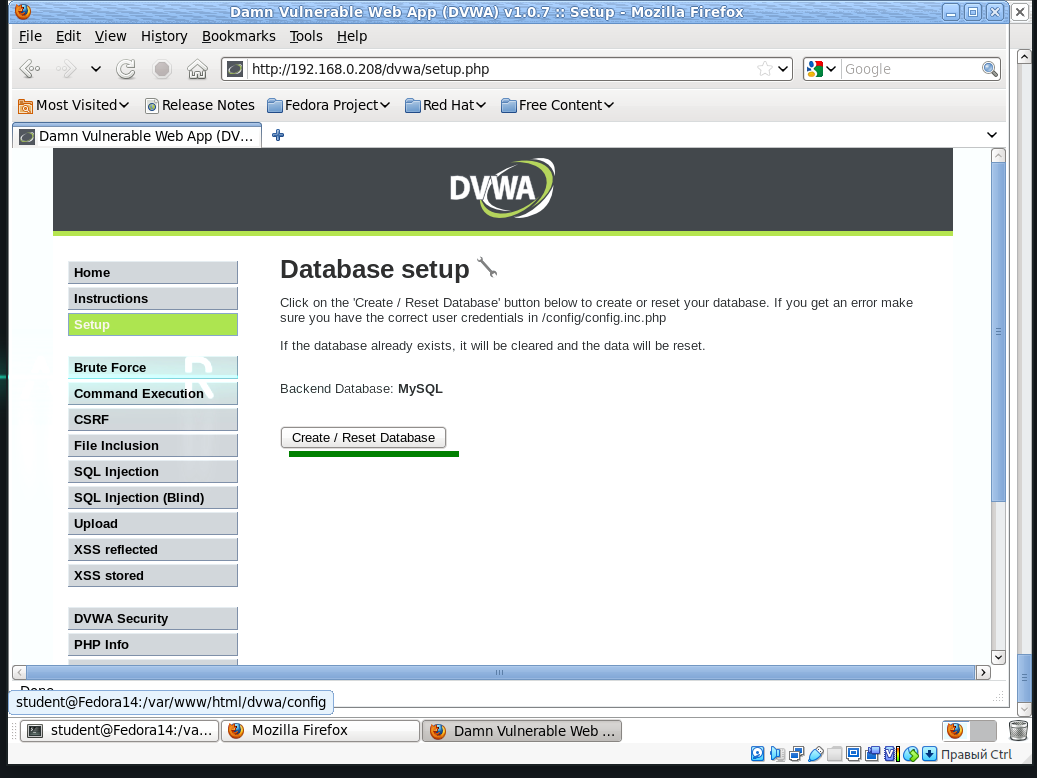 Damn Vulnerable Web App (DVWA) v1.0.7 :: Setup - Mozilla Firefox
File Edit View History Bookmarks Tools Help
http://192.168.0.208/dvwa/setup.php
Google
Most Visited Release Notes Fedora Project Red Hat Free Content
Damn Vulnerable Web App (DV...
DVWA
Home
Instructions
Setup
Brute Force
Command Execution
CSRF
File Inclusion
SQL Injection
SQL Injection (Blind)
Upload
XSS reflected
XSS stored
DVWA Security
PHP Info
Database setup
Click on the 'Create / Reset Database' button below to create or reset your database. If you get an error make
sure you have the correct user credentials in /config/config.inc.php
If the database already exists, it will be cleared and the data will be reset.
Backend Database: MySQL
Create / Reset Database
Done
student@Fedora14:/var/www/html/dvwa/config
student@Fedora14:/va... Mozilla Firefox Damn Vulnerable Web ...
Правый Ctrl